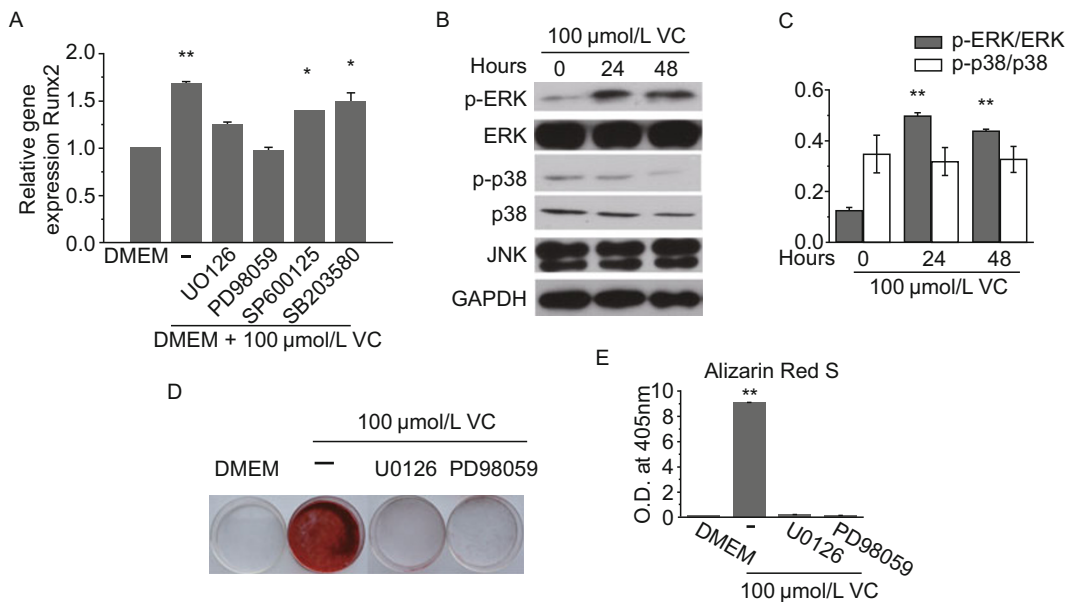 A
Relative gene
expression Runx2
2.0
1.5
1.0
0.5
0.0
**
*
*
DMEM
–
UO126
PD98059
SP600125
SB203580
DMEM + 100 μmol/L VC
B
100 μmol/L VC
Hours 0 24 48
p-ERK
ERK
p-p38
p38
JNK
GAPDH
C
p-ERK/ERK
p-p38/p38
0.6
0.4
0.2
0.0
**
**
Hours 0 24 48
100 μmol/L VC
D
100 μmol/L VC
DMEM – U0126 PD98059
E
Alizarin Red S
O.D. at 405nm
10
8
6
4
2
0
**
DMEM
-
U0126
PD98059
100 μmol/L VC